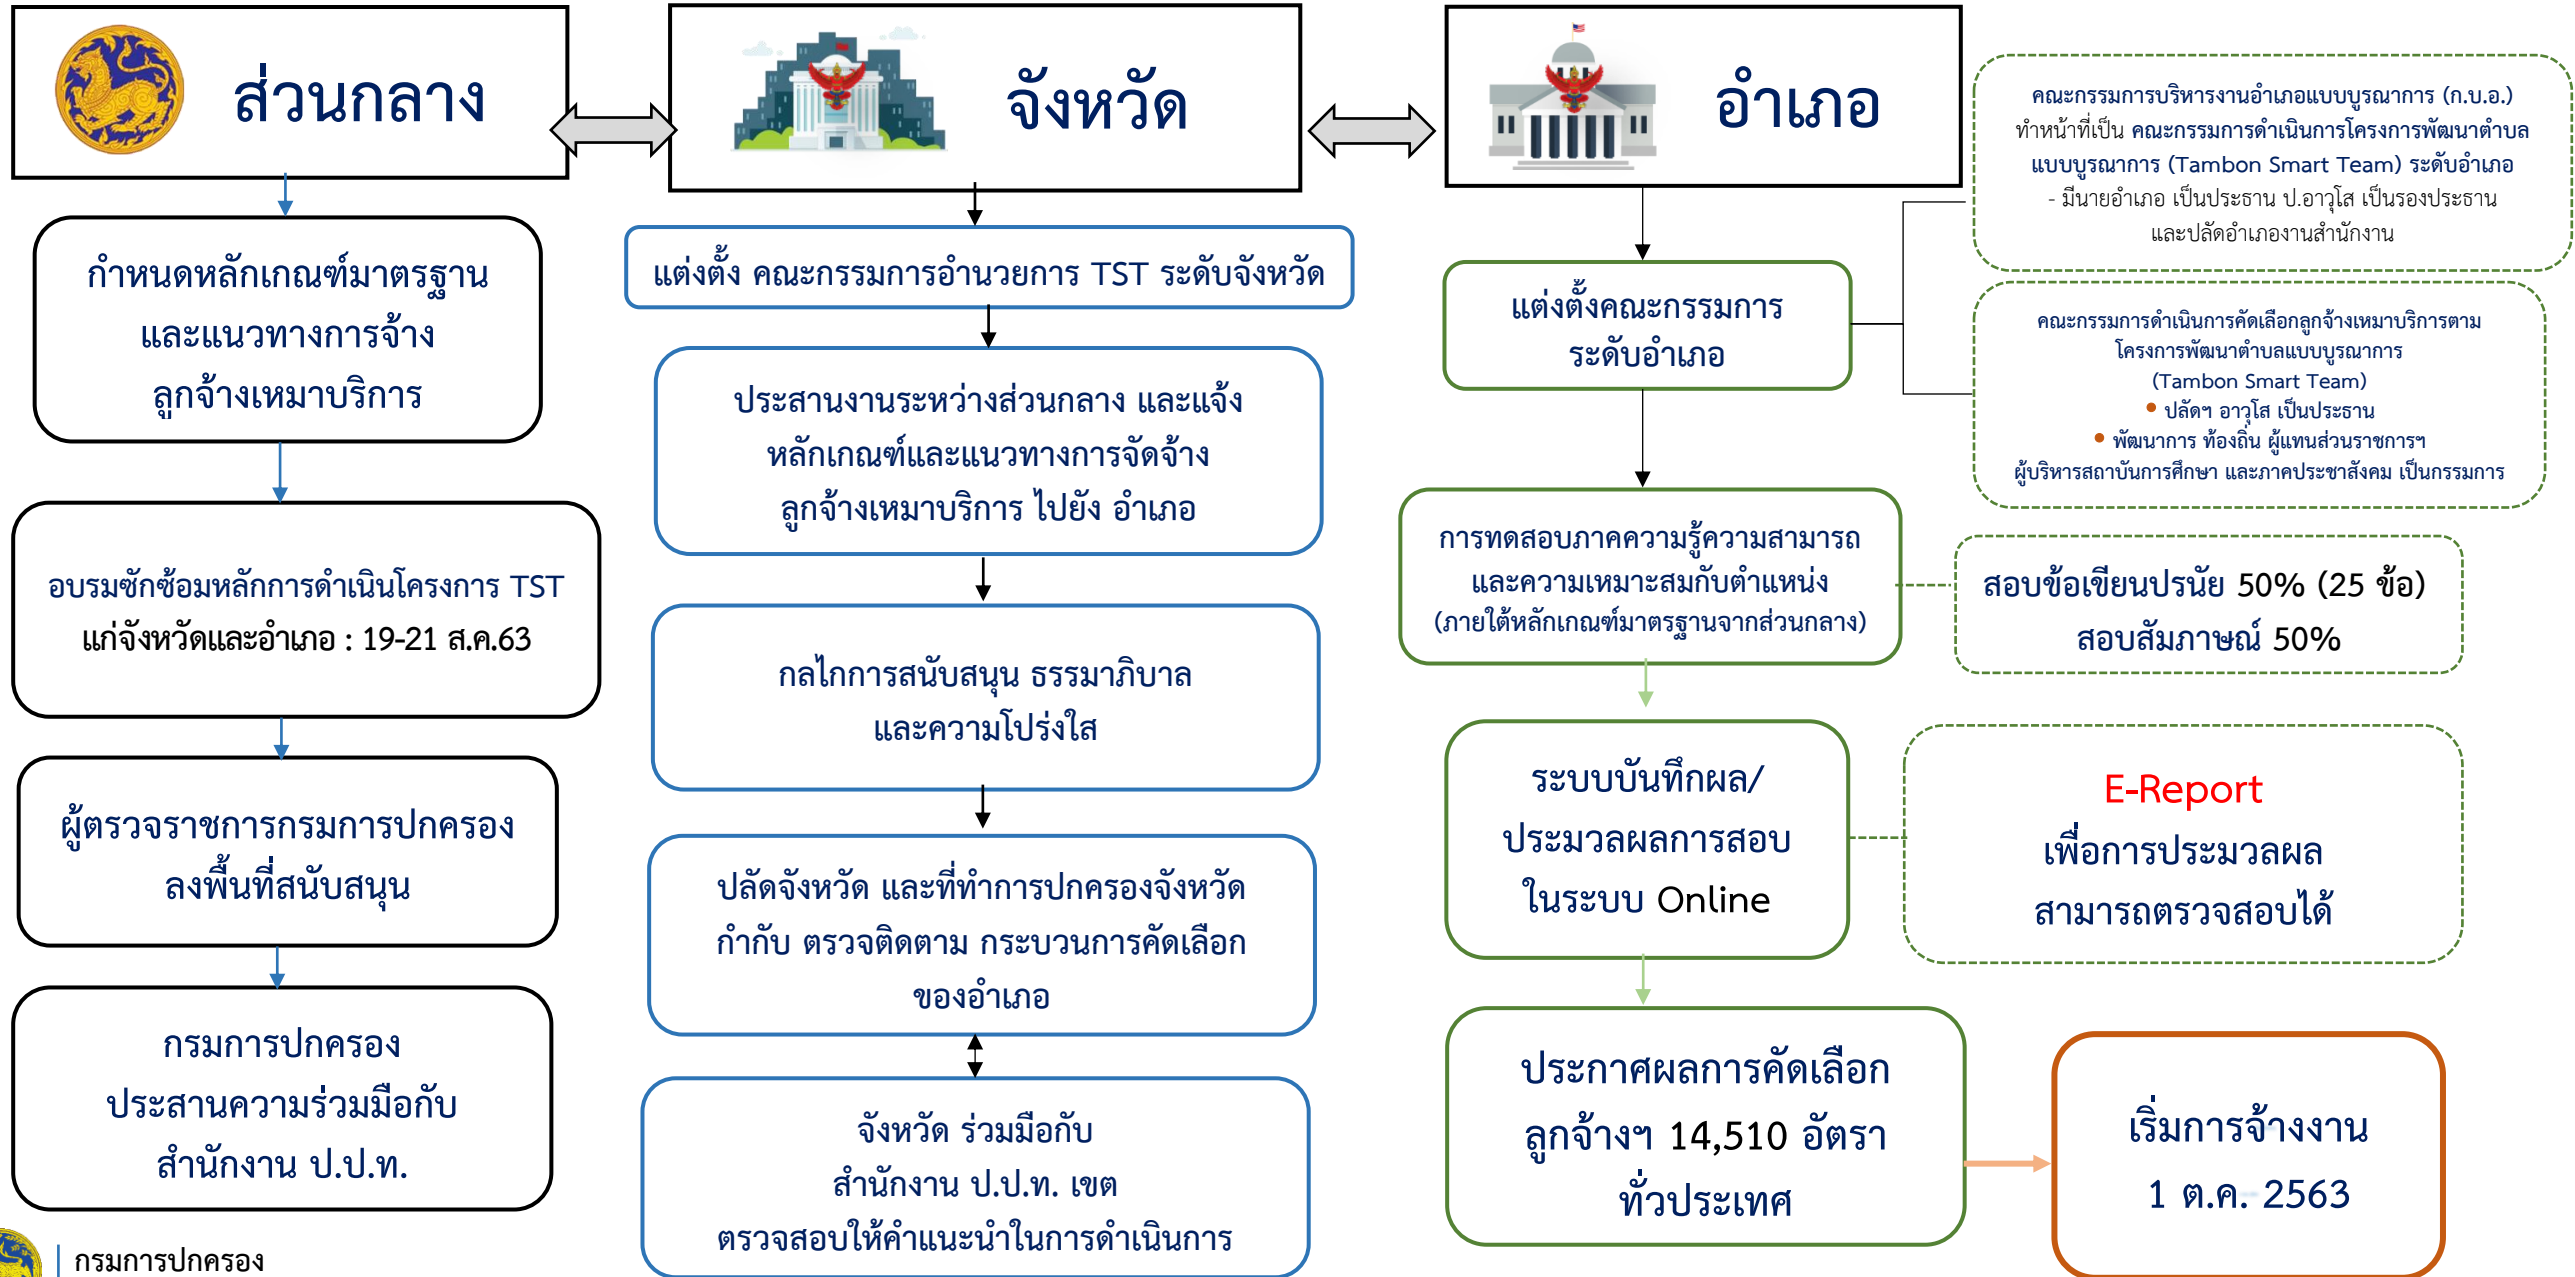 ส่วนกลาง
กำหนดหลักเกณฑ์มาตรฐาน
และแนวทางการจ้าง
ลูกจ้างเหมาบริการ
อบรมซักซ้อมหลักการดำเนินโครงการ TST
แก่จังหวัดและอำเภอ : 19-21 ส.ค.63
ผู้ตรวจราชการกรมการปกครอง
ลงพื้นที่สนับสนุน
กรมการปกครอง
ประสานความร่วมมือกับ
สำนักงาน ป.ป.ท.
จังหวัด
แต่งตั้ง คณะกรรมการอำนวยการ TST ระดับจังหวัด
ประสานงานระหว่างส่วนกลาง และแจ้ง
หลักเกณฑ์และแนวทางการจัดจ้าง
ลูกจ้างเหมาบริการ ไปยัง อำเภอ
กลไกการสนับสนุน ธรรมาภิบาล
และความโปร่งใส
ปลัดจังหวัด และที่ทำการปกครองจังหวัด
กำกับ ตรวจติดตาม กระบวนการคัดเลือก
ของอำเภอ
จังหวัด ร่วมมือกับ
สำนักงาน ป.ป.ท. เขต
ตรวจสอบให้คำแนะนำในการดำเนินการ
อำเภอ
แต่งตั้งคณะกรรมการ
ระดับอำเภอ
คณะกรรมการบริหารงานอำเภอแบบบูรณาการ (ก.บ.อ.)
ทำหน้าที่เป็น คณะกรรมการดำเนินการโครงการพัฒนาตำบล
แบบบูรณาการ (Tambon Smart Team) ระดับอำเภอ
- มีนายอำเภอ เป็นประธาน ป.อาวุโส เป็นรองประธาน
และปลัดอำเภองานสำนักงาน
คณะกรรมการดำเนินการคัดเลือกลูกจ้างเหมาบริการตาม
โครงการพัฒนาตำบลแบบบูรณาการ
(Tambon Smart Team)
• ปลัดฯ อาวุโส เป็นประธาน
• พัฒนาการ ท้องถิ่น ผู้แทนส่วนราชการฯ
ผู้บริหารสถาบันการศึกษา และภาคประชาสังคม เป็นกรรมการ
การทดสอบภาคความรู้ความสามารถ
และความเหมาะสมกับตำแหน่ง
(ภายใต้หลักเกณฑ์มาตรฐานจากส่วนกลาง)
สอบข้อเขียนปรนัย 50% (25 ข้อ)
สอบสัมภาษณ์ 50%
ระบบบันทึกผล/
ประมวลผลการสอบ
ในระบบ Online
E-Report
เพื่อการประมวลผล
สามารถตรวจสอบได้
ประกาศผลการคัดเลือก
ลูกจ้างฯ 14,510 อัตรา
ทั่วประเทศ
เริ่มการจ้างงาน
1 ต.ค. 2563
กรมการปกครอง